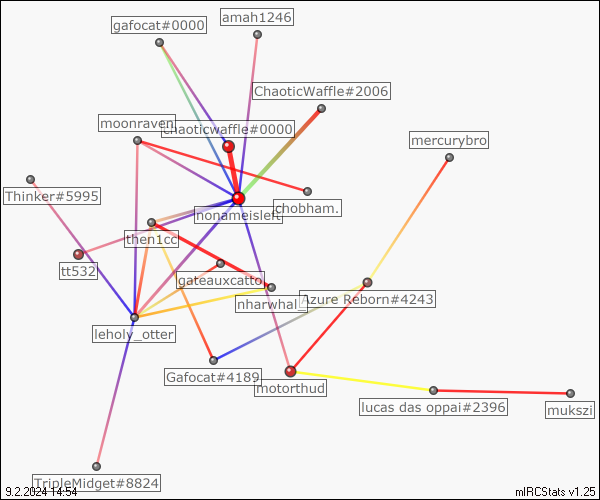 amah1246
gafocat#0000
ChaoticWaffle#2006
moonraven
chaoticwaffle#0000
mercurybro
Thinker#5995
nonameisleft
chobham.
then1cc
tt532
gateauxcatto
nharwhal_
Azure Reborn#4243
leholy_otter
Gafocat#4189
motorthud
lucas das oppai#2396
mukszi
TripleMidget#8824
9.2.2024 14:54
mIRCStats v1.25